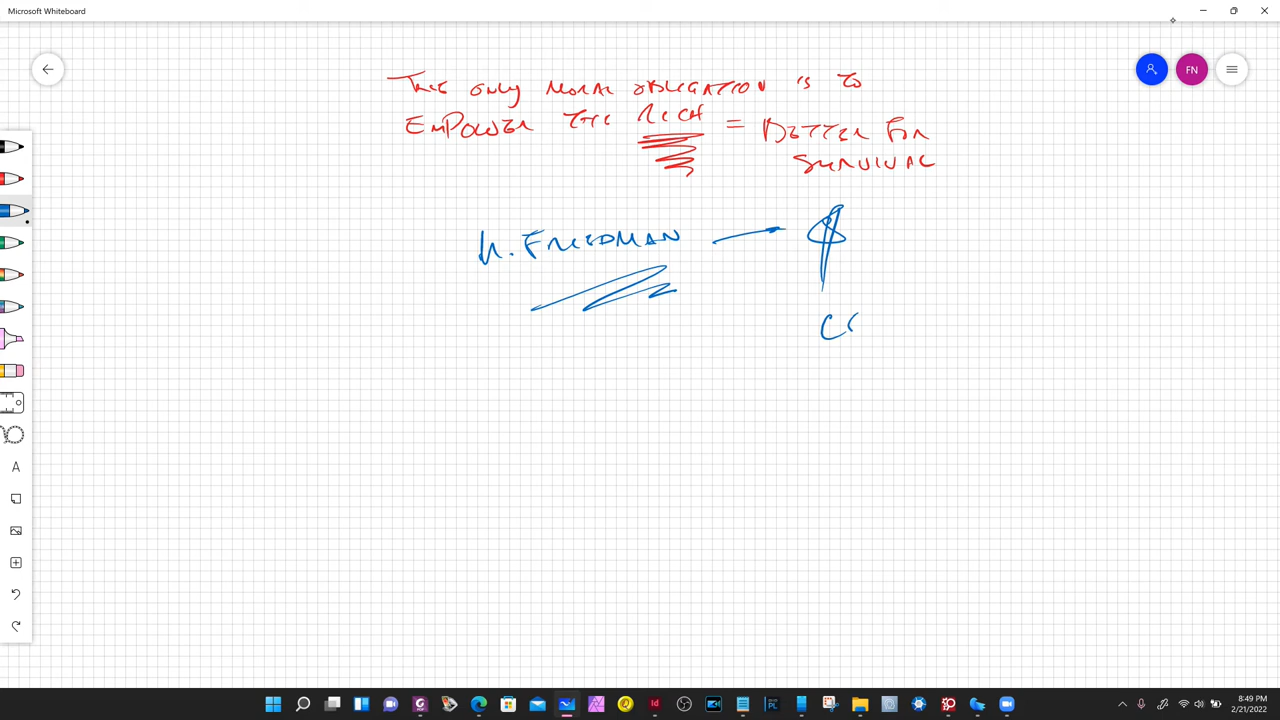 Microsoft Whiteboard
FN
THE ONLY MORAL OBLIGATION IS TO
EMPOWER THE RICH = BETTER FOR
SURVIVAL
M. FRIEDMAN → $
CO
A
8:49 PM
2/21/2022